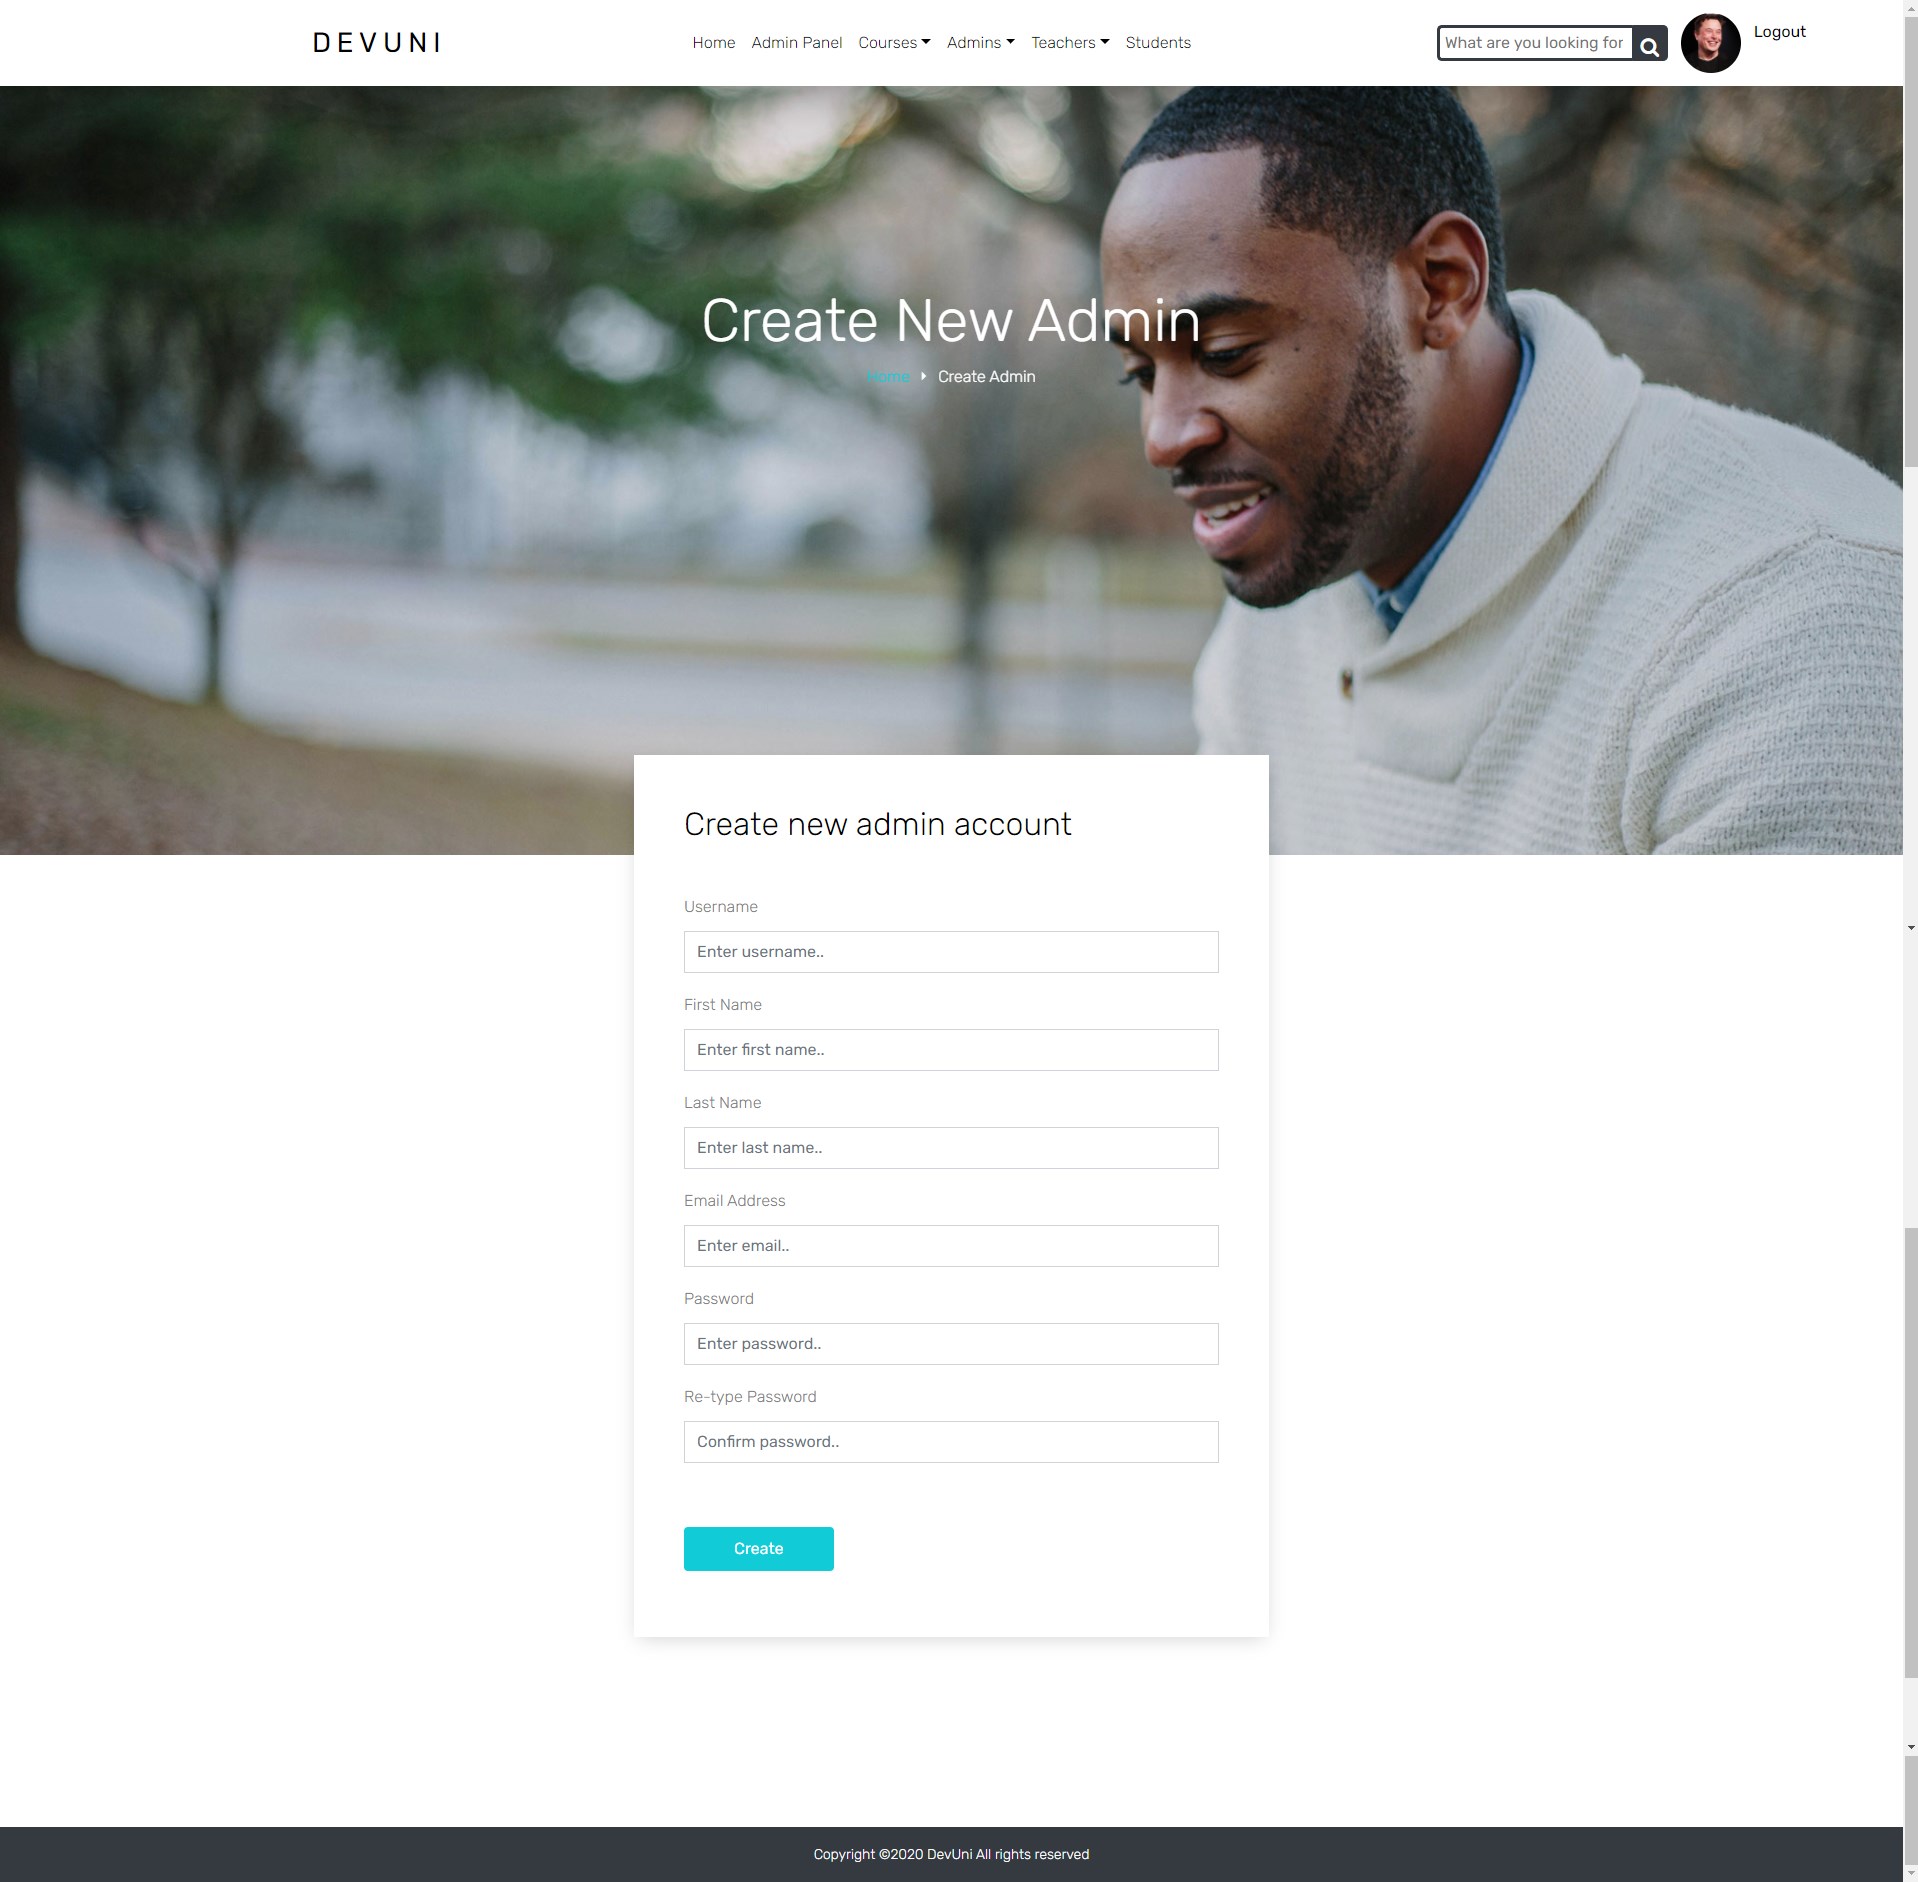 DEVUNI
Home Admin Panel Courses Admins Teachers Students
What are you looking for
Logout
Create New Admin
Home Create Admin
Create new admin account
Username
Enter username..
First Name
Enter first name..
Last Name
Enter last name..
Email Address
Enter email..
Password
Enter password..
Re-type Password
Confirm password..
Create
Copyright ©2020 DevUni All rights reserved